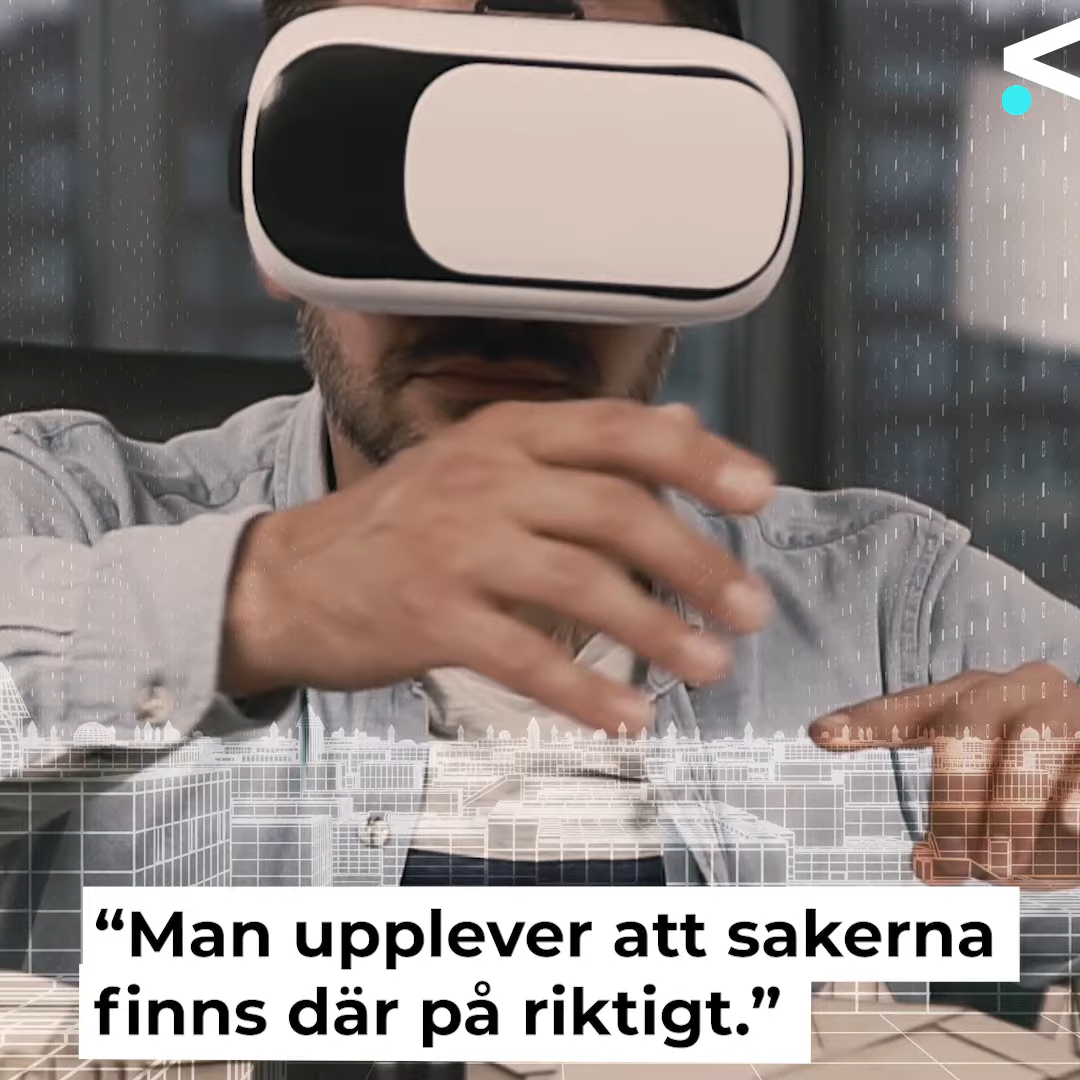 “Man upplever att sakerna
finns där på riktigt.”